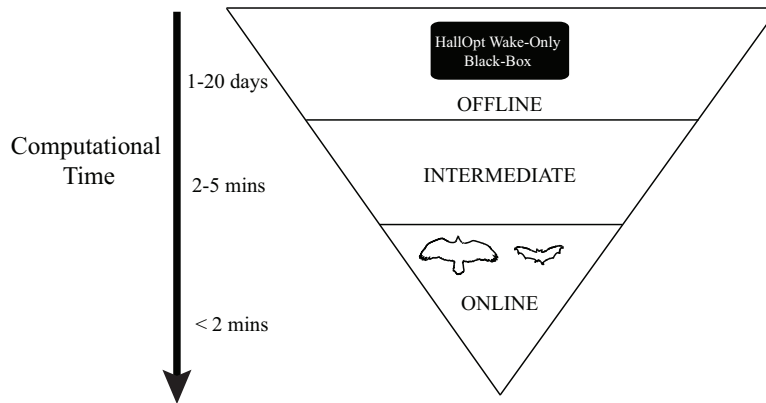 HallOpt Wake-Only
Black-Box
1-20 days
OFFLINE
Computational
Time
2-5 mins
INTERMEDIATE
ONLINE
< 2 mins